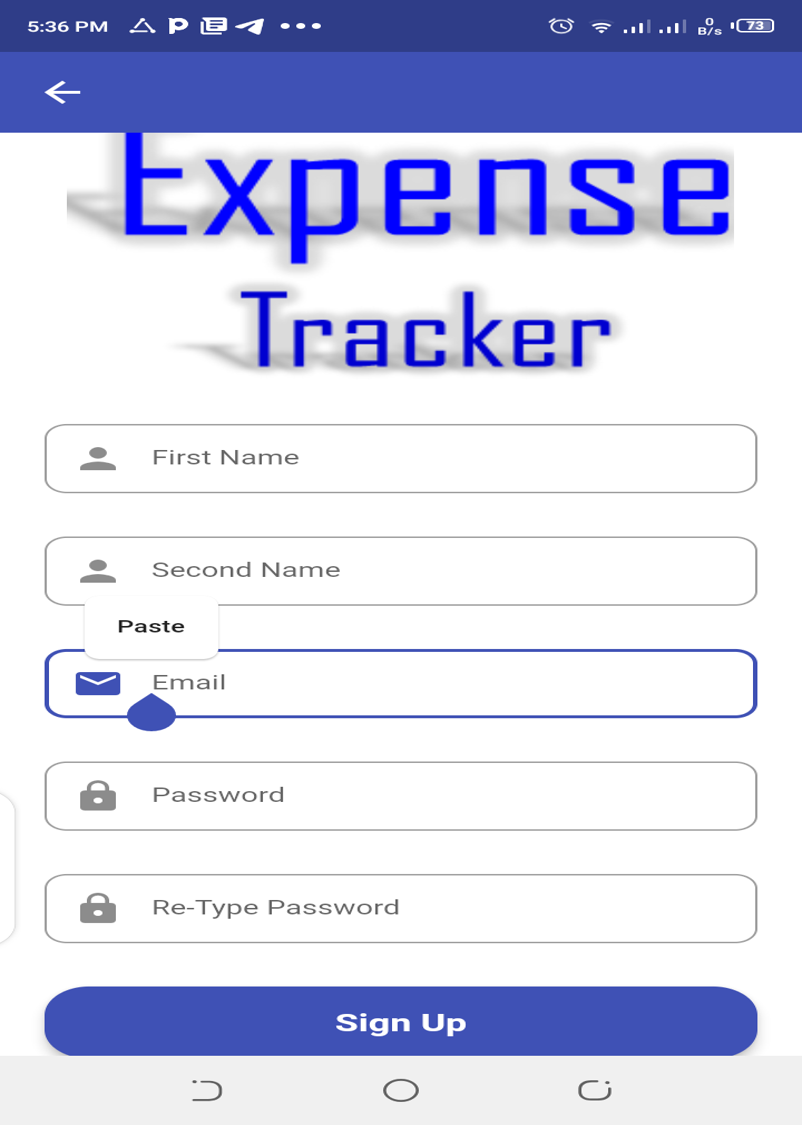 5:36 PM
0
B/s
73
Expense
Tracker
First Name
Second Name
Paste
Email
Password
Re-Type Password
Sign Up